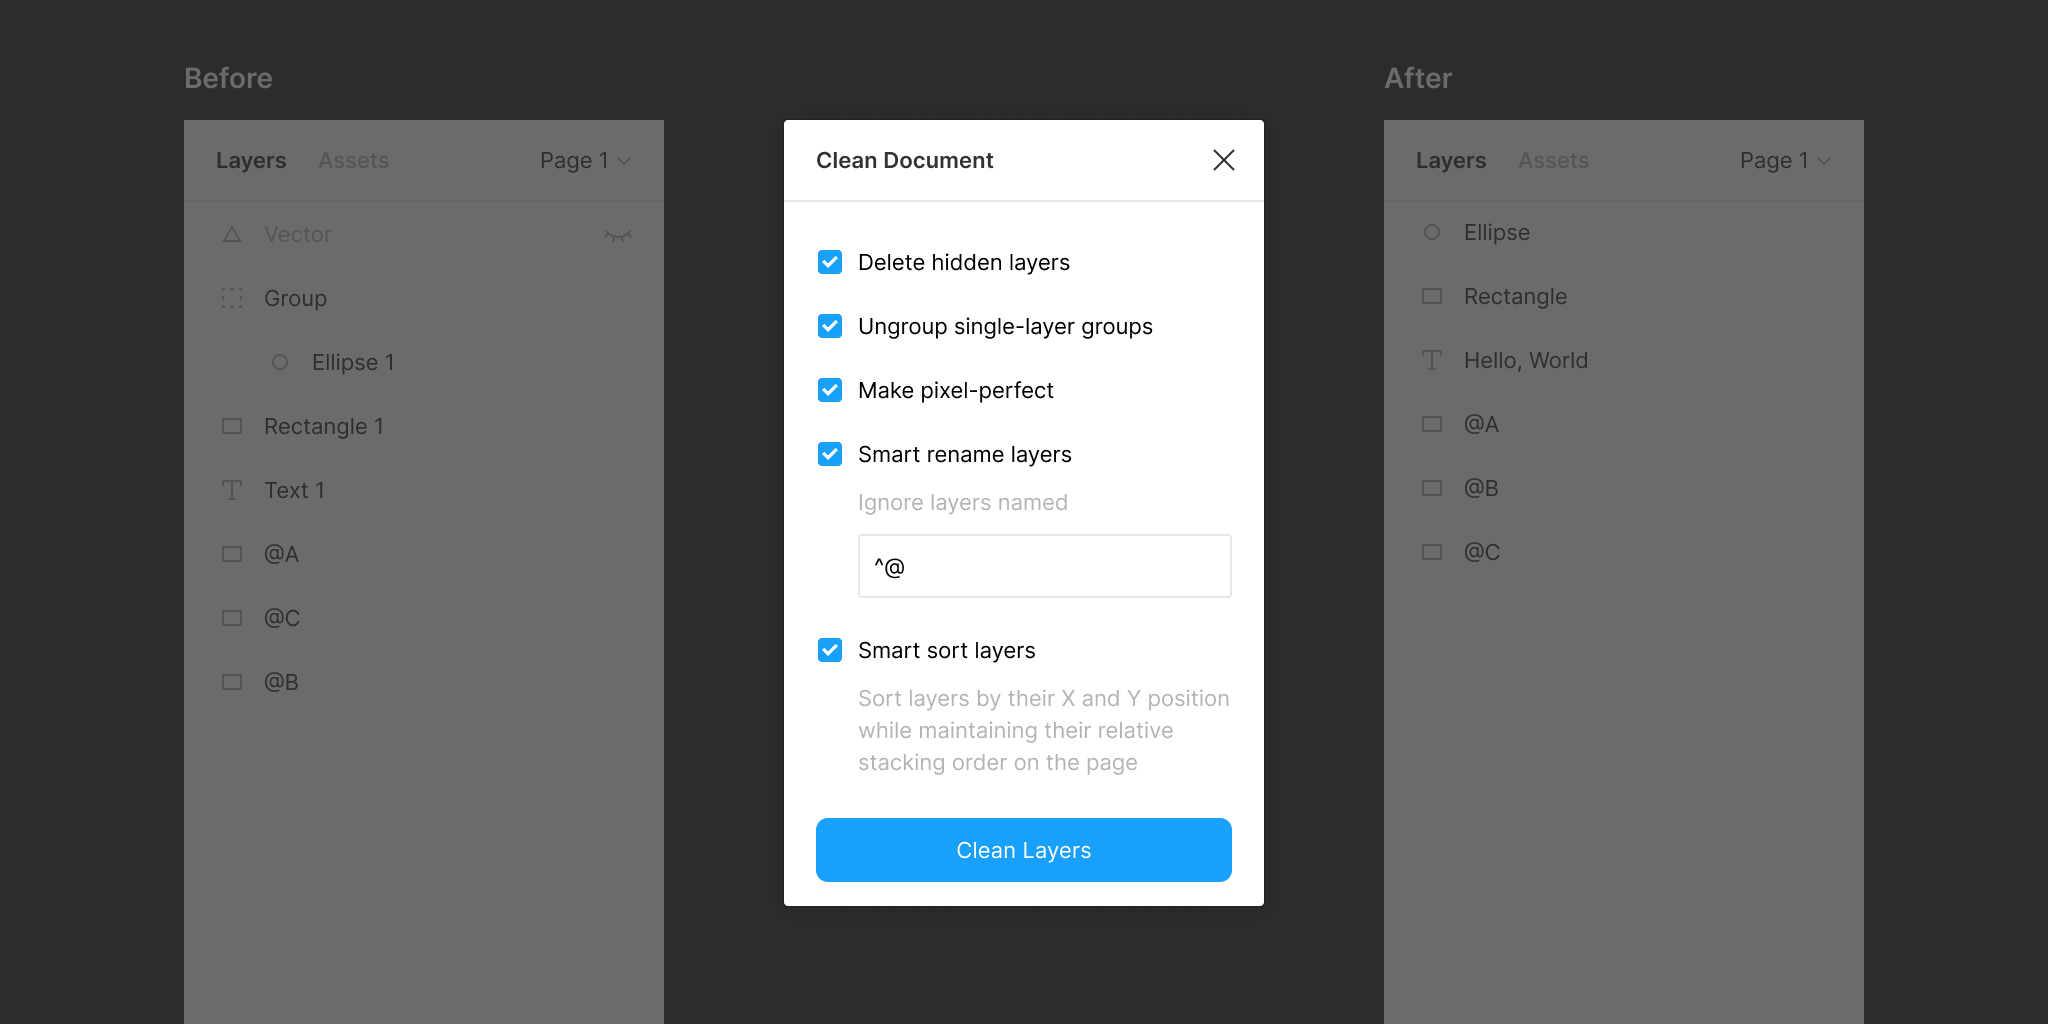 Before
Layers Assets Page 1
Vector
Group
Ellipse 1
Rectangle 1
Text 1
@A
@C
@B
Clean Document
Delete hidden layers
Ungroup single-layer groups
Make pixel-perfect
Smart rename layers
Ignore layers named
^@
Smart sort layers
Sort layers by their X and Y position
while maintaining their relative
stacking order on the page
Clean Layers
After
Layers Assets Page 1
Ellipse
Rectangle
Hello, World
@A
@B
@C